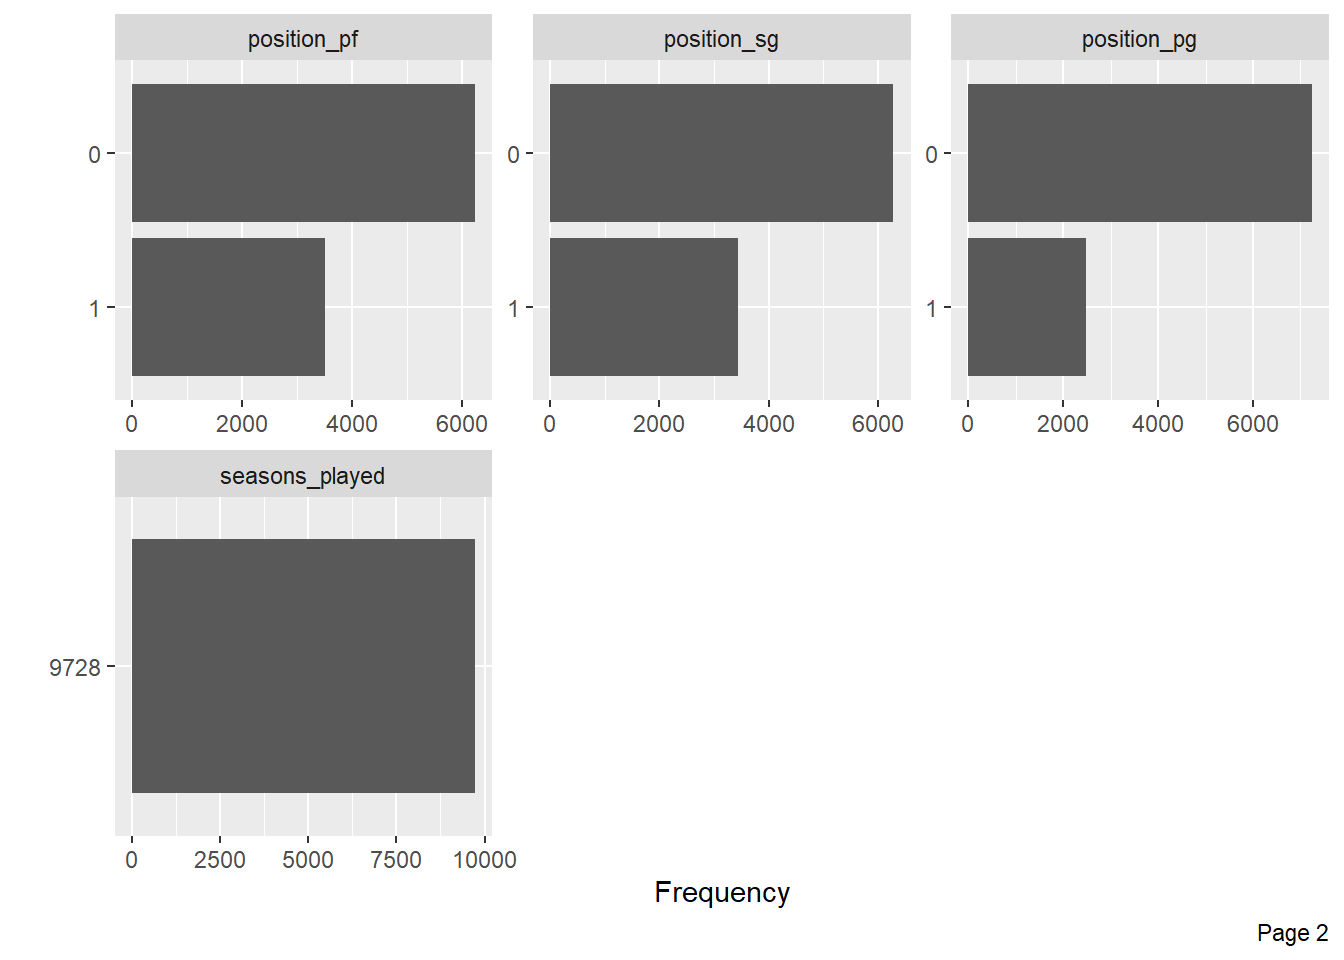 position_pf position_sg position_pg
0 0 0
1 1 1
0 2000 4000 6000 0 2000 4000 6000 0 2000 4000 6000
seasons_played
9728
0 2500 5000 7500 10000
Frequency
Page 2